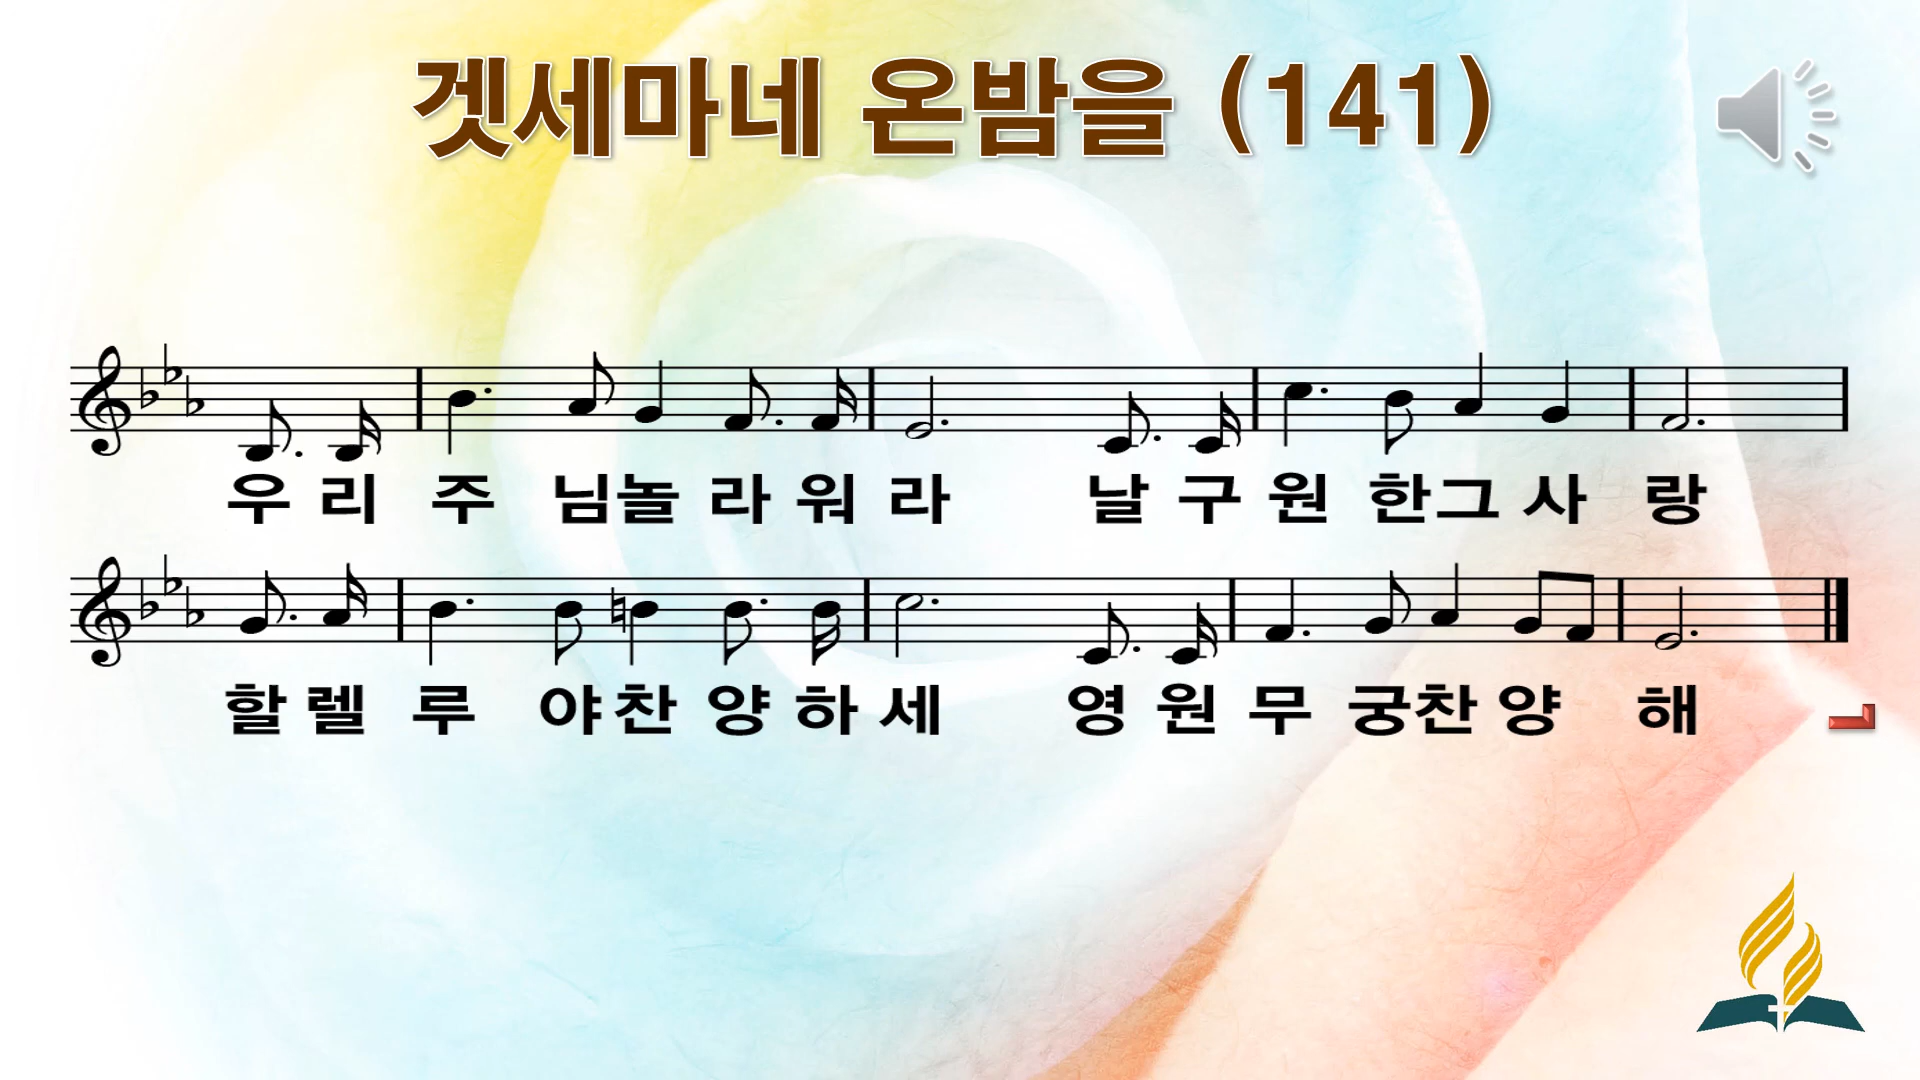 겟세마네 온밤을 (141)
우 리 주 님놀 라 워 라 날 구 원 한그 사 랑
할 렐 루 야 찬 양 하 세 영 원 무 궁찬 양 해